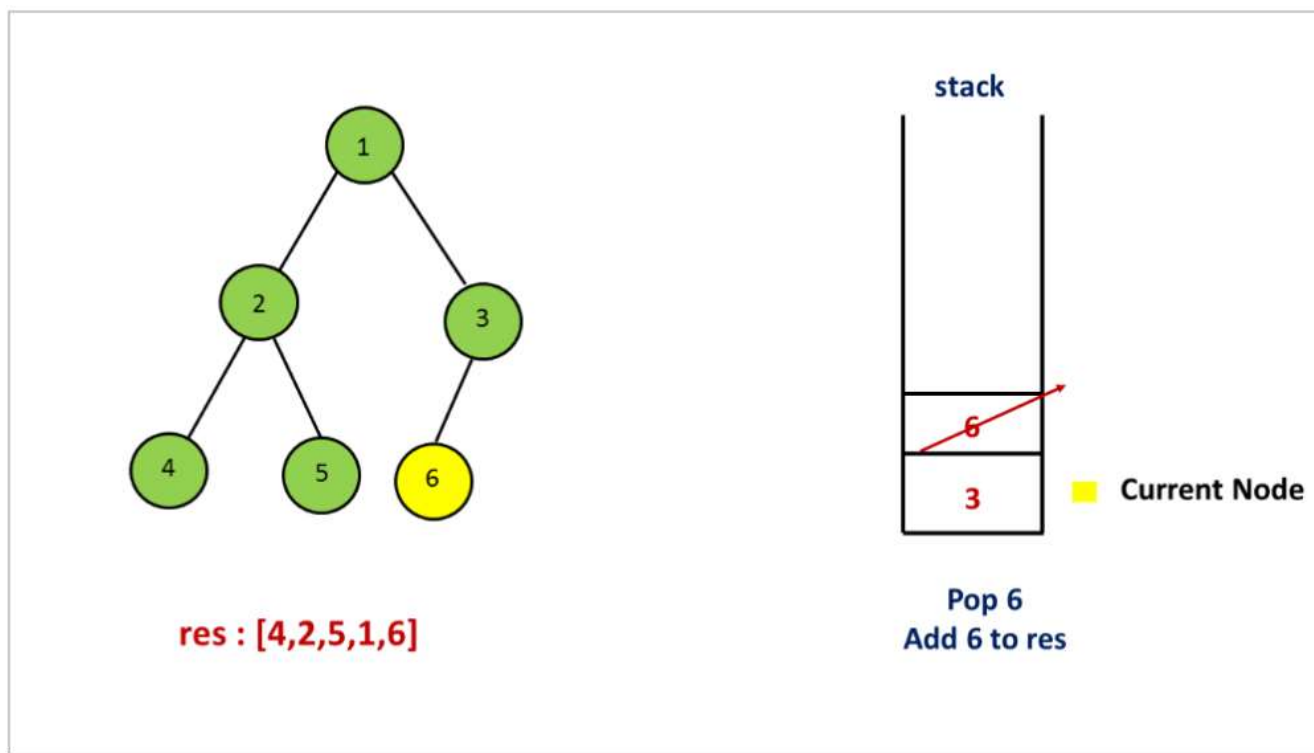 1
2
3
4
5
6
res : [4,2,5,1,6]
stack
6
3
Current Node
Pop 6
Add 6 to res